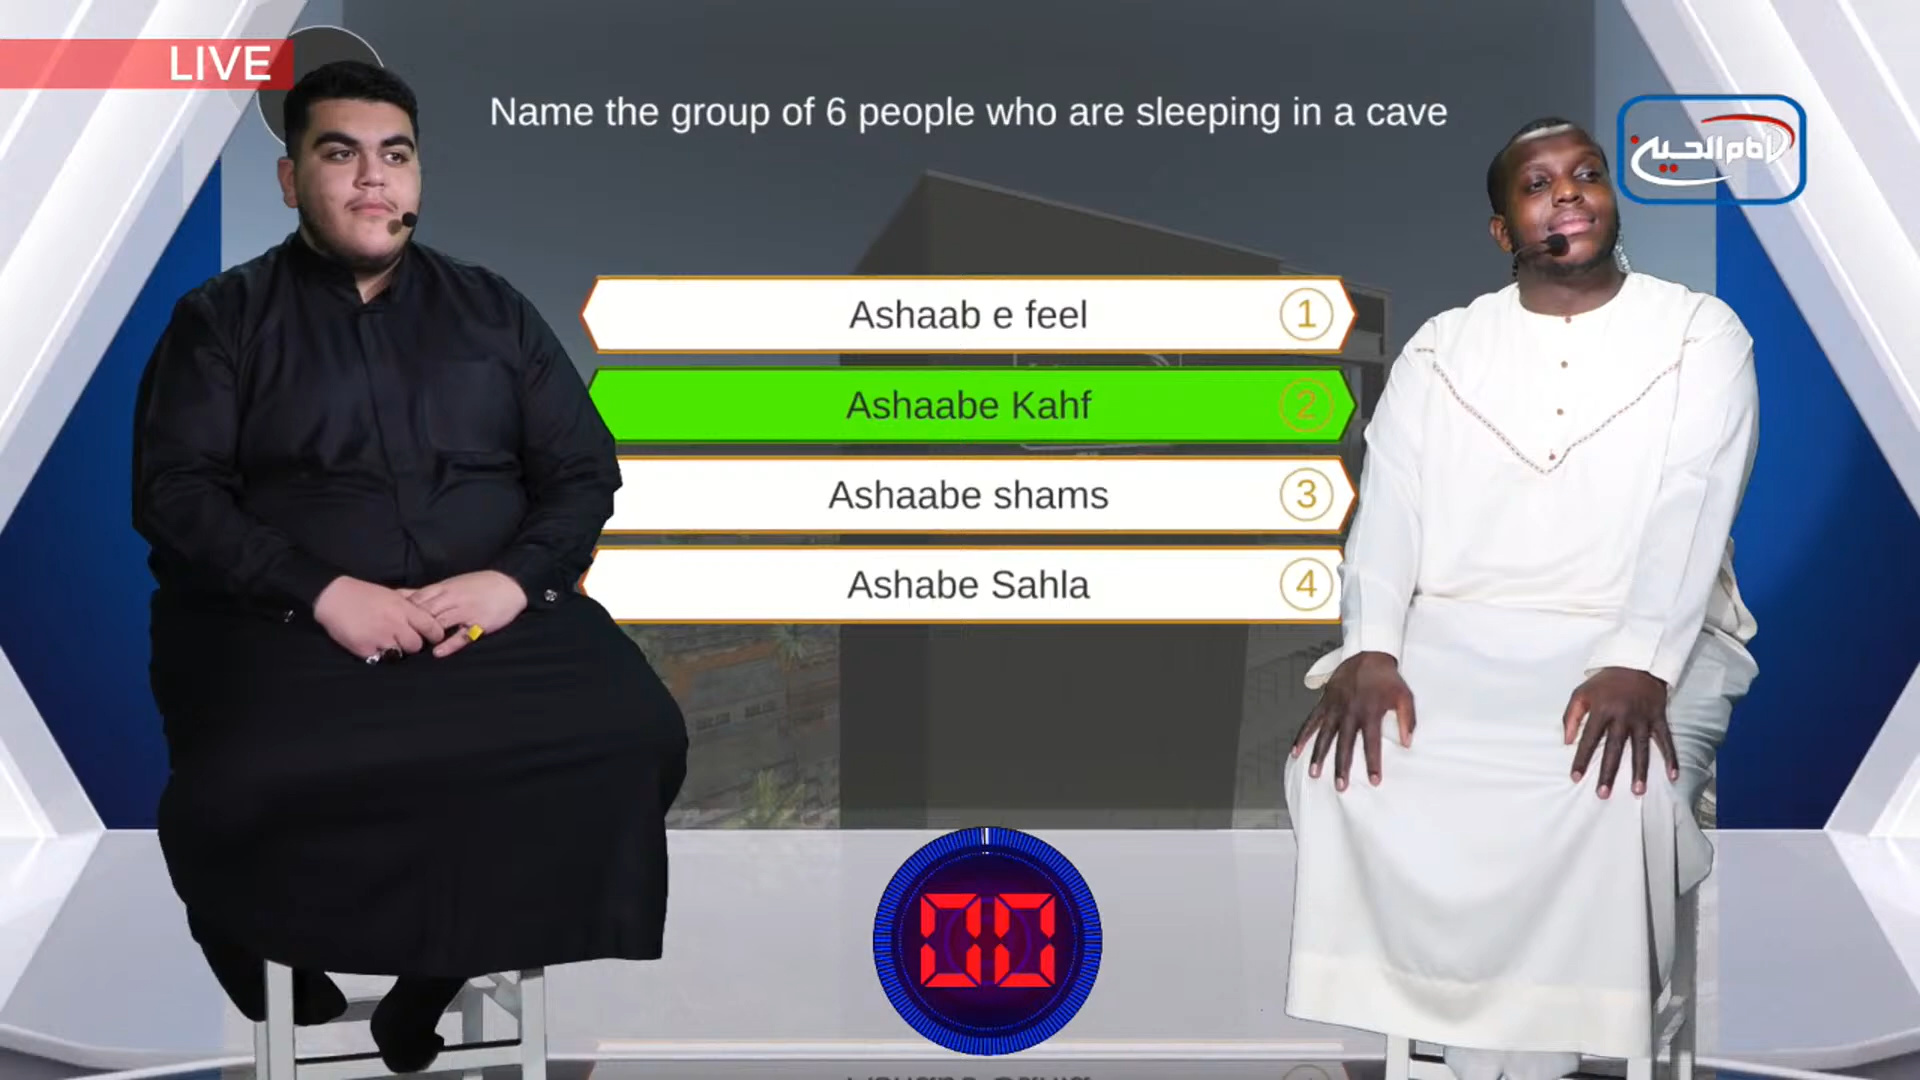 LIVE
Name the group of 6 people who are sleeping in a cave
Ashaab e feel 1
Ashaabe Kahf 2
Ashaabe shams 3
Ashabe Sahla 4
00